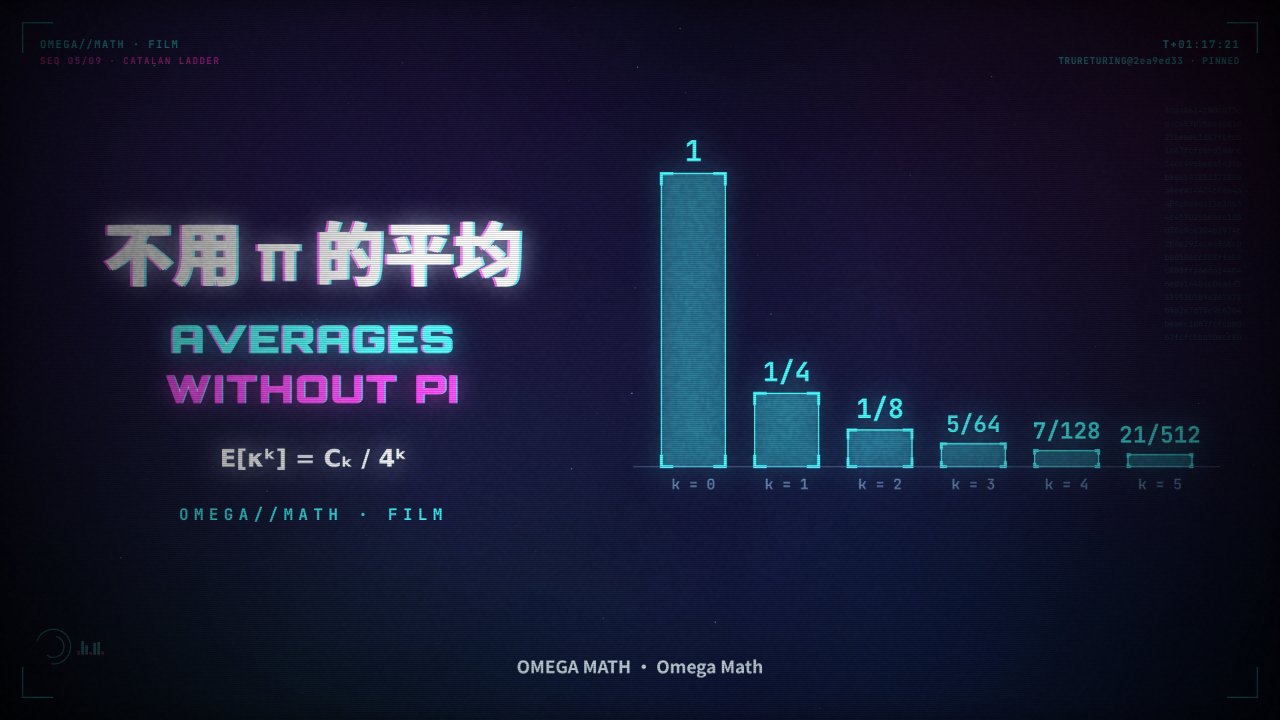 OMEGA//MATH · FILM
SEQ 05/09 · CATALAN LADDER
T+01:17:21
TRURETURING@2ea9ed33 · PINNED
不用 π 的平均
AVERAGES
WITHOUT PI
E[κᵏ] = Cₖ / 4ᵏ
OMEGA//MATH · FILM
1
1/4
1/8
5/64
7/128
21/512
k = 0
k = 1
k = 2
k = 3
k = 4
k = 5
OMEGA MATH • Omega Math